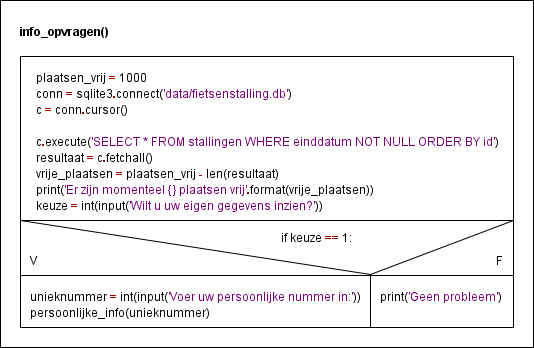 info_opvragen()
plaatsen_vrij = 1000
conn = sqlite3.connect('data/fietsenstalling.db')
c = conn.cursor()
c.execute('SELECT * FROM stallingen WHERE einddatum NOT NULL ORDER BY id')
resultaat = c.fetchall()
vrije_plaatsen = plaatsen_vrij - len(resultaat)
print('Er zijn momenteel {} plaatsen vrij'.format(vrije_plaatsen))
keuze = int(input('Wilt u uw eigen gegevens inzien?'))
if keuze == 1:
V
F
unieknummer = int(input('Voer uw persoonlijke nummer in:'))
persoonlijke_info(unieknummer)
print('Geen probleem')